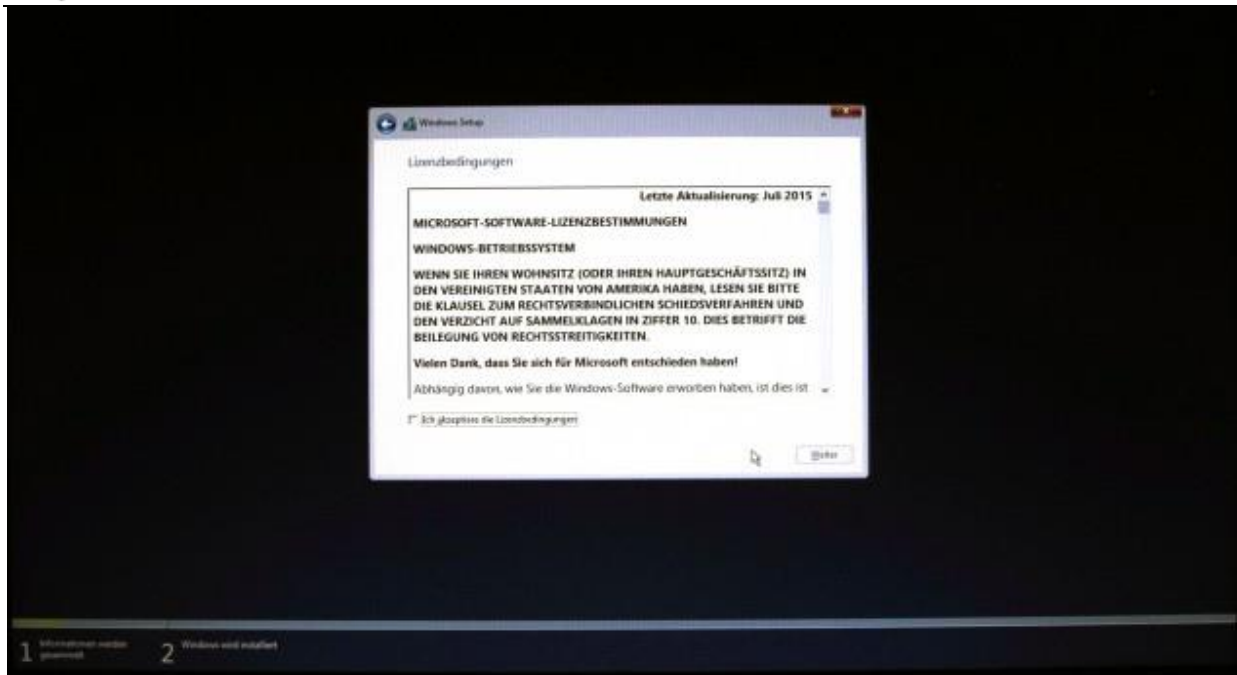 Windows Setup
Lizenzbedingungen
Letzte Aktualisierung: Juli 2015
MICROSOFT-SOFTWARE-LIZENZBESTIMMUNGEN
WINDOWS-BETRIEBSSYSTEM
WENN SIE IHREN WOHNSITZ (ODER IHREN HAUPTGESCHÄFTSSITZ) IN
DEN VEREINIGTEN STAATEN VON AMERIKA HABEN, LESEN SIE BITTE
DIE KLAUSEL ZUM RECHTSVERBINDLICHEN SCHIEDSVERFAHREN UND
DEN VERZICHT AUF SAMMELKLAGEN IN ZIFFER 10. DIES BETRIFFT DIE
BEILEGUNG VON RECHTSSTREITIGKEITEN.
Vielen Dank, dass Sie sich für Microsoft entschieden haben!
Abhängig davon, wie Sie die Windows-Software erworben haben, ist dies ist
Ich akzeptiere die Lizenzbedingungen
Weiter
1 Informationen werden
gesammelt
2 Windows wird installiert